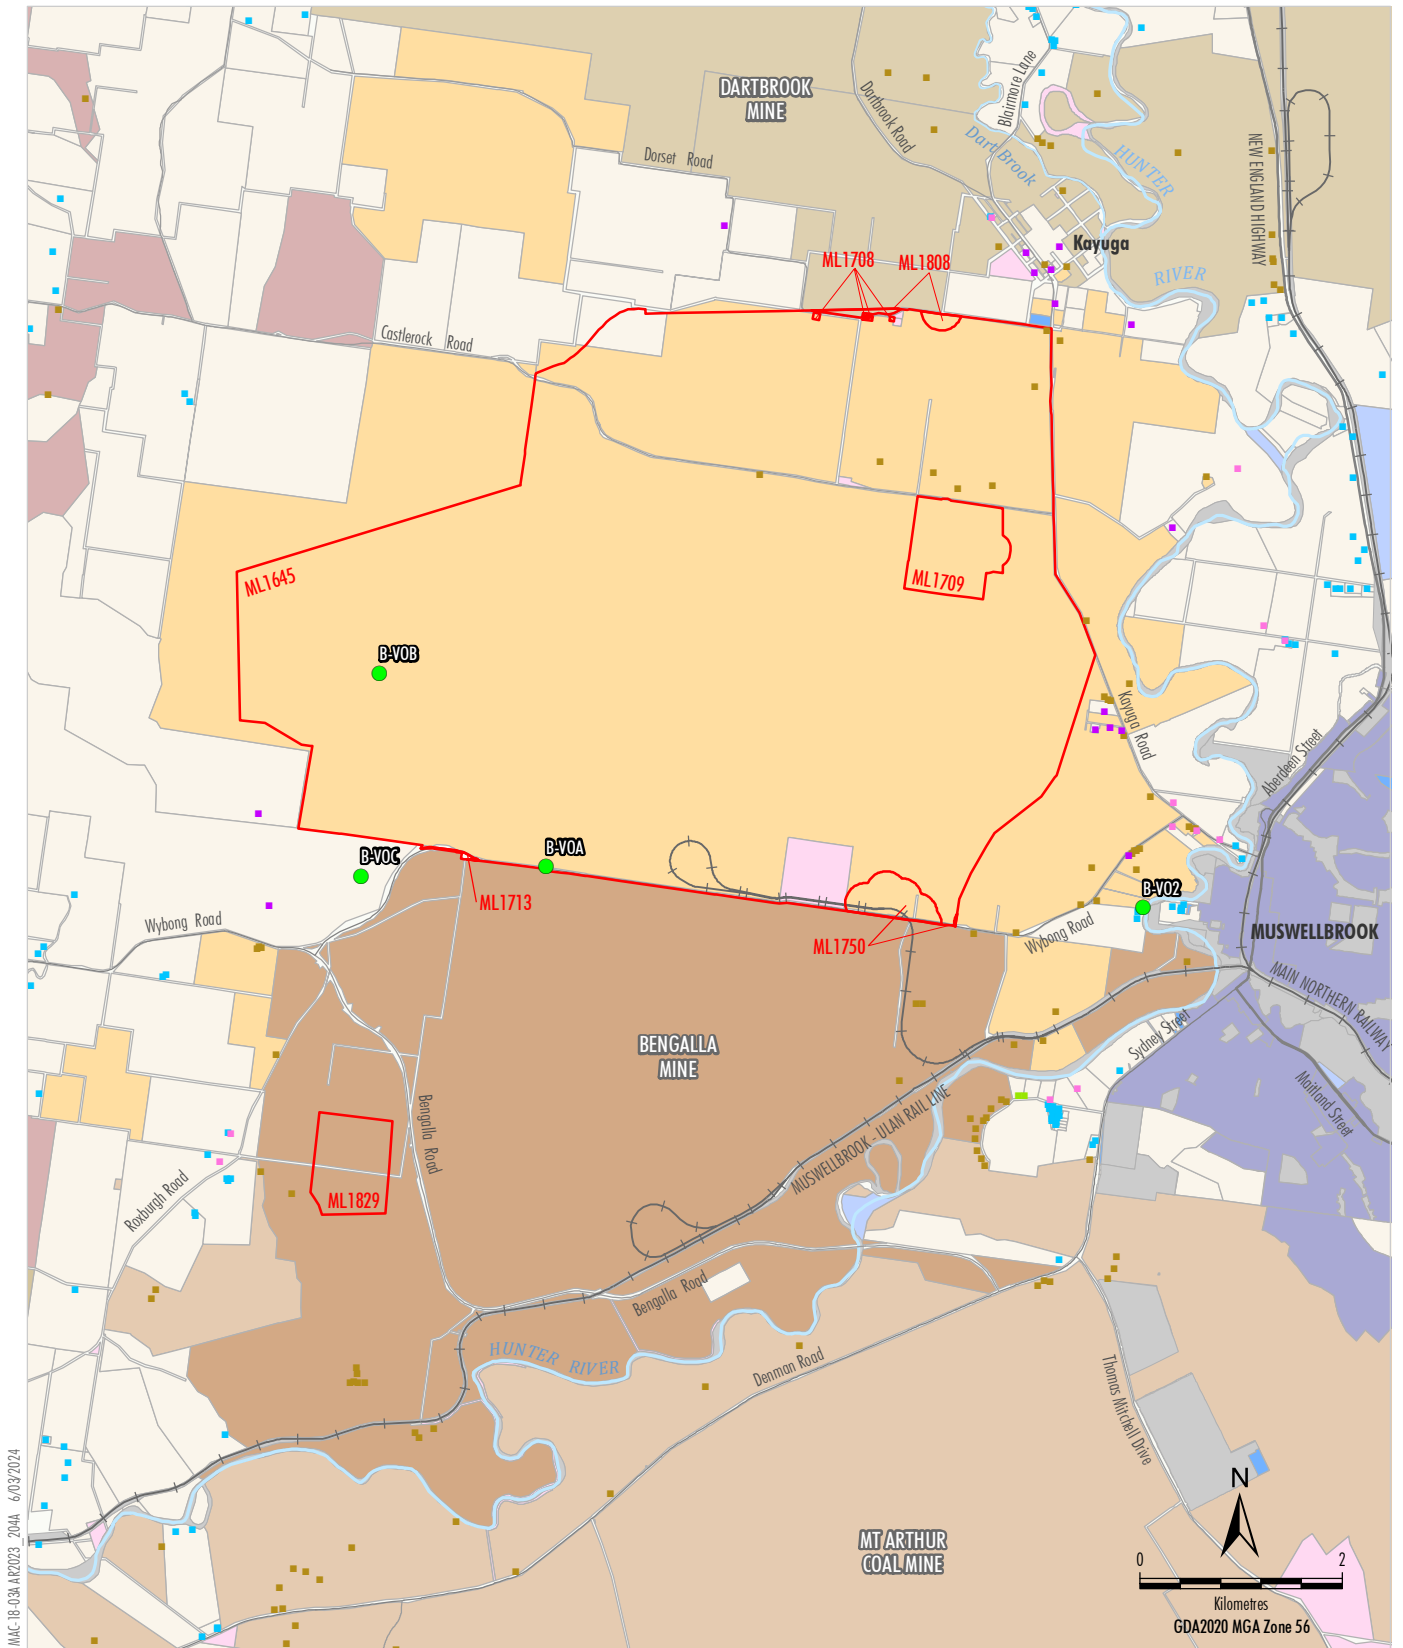 DARTBROOK
MINE
Blairmore Lane
Dartbrook Road
Dart Brook
HUNTER
NEW ENGLAND HIGHWAY
Dorset Road
Kayuga
RIVER
ML1708
ML1808
Castlerock Road
ML1645
ML1709
B-VOB
Kayuga Road
Aberdeen Street
B-VOA
B-VOC
B-VO2
ML1713
Wybong Road
Wybong Road
MUSWELLBROOK
ML1750
MAIN NORTHERN RAILWAY
BENGALLA
MINE
Sydney Street
Maitland Street
Bengalla Road
MUSWELLBROOK - ULAN RAIL LINE
Roxburgh Road
ML1829
Bengalla Road
HUNTER RIVER
Denman Road
Thomas Mitchell Drive
MT ARTHUR
COAL MINE
N
0 2
Kilometres
GDA2020 MGA Zone 56
MAC-18-03A AR2023_204A 6/03/2024